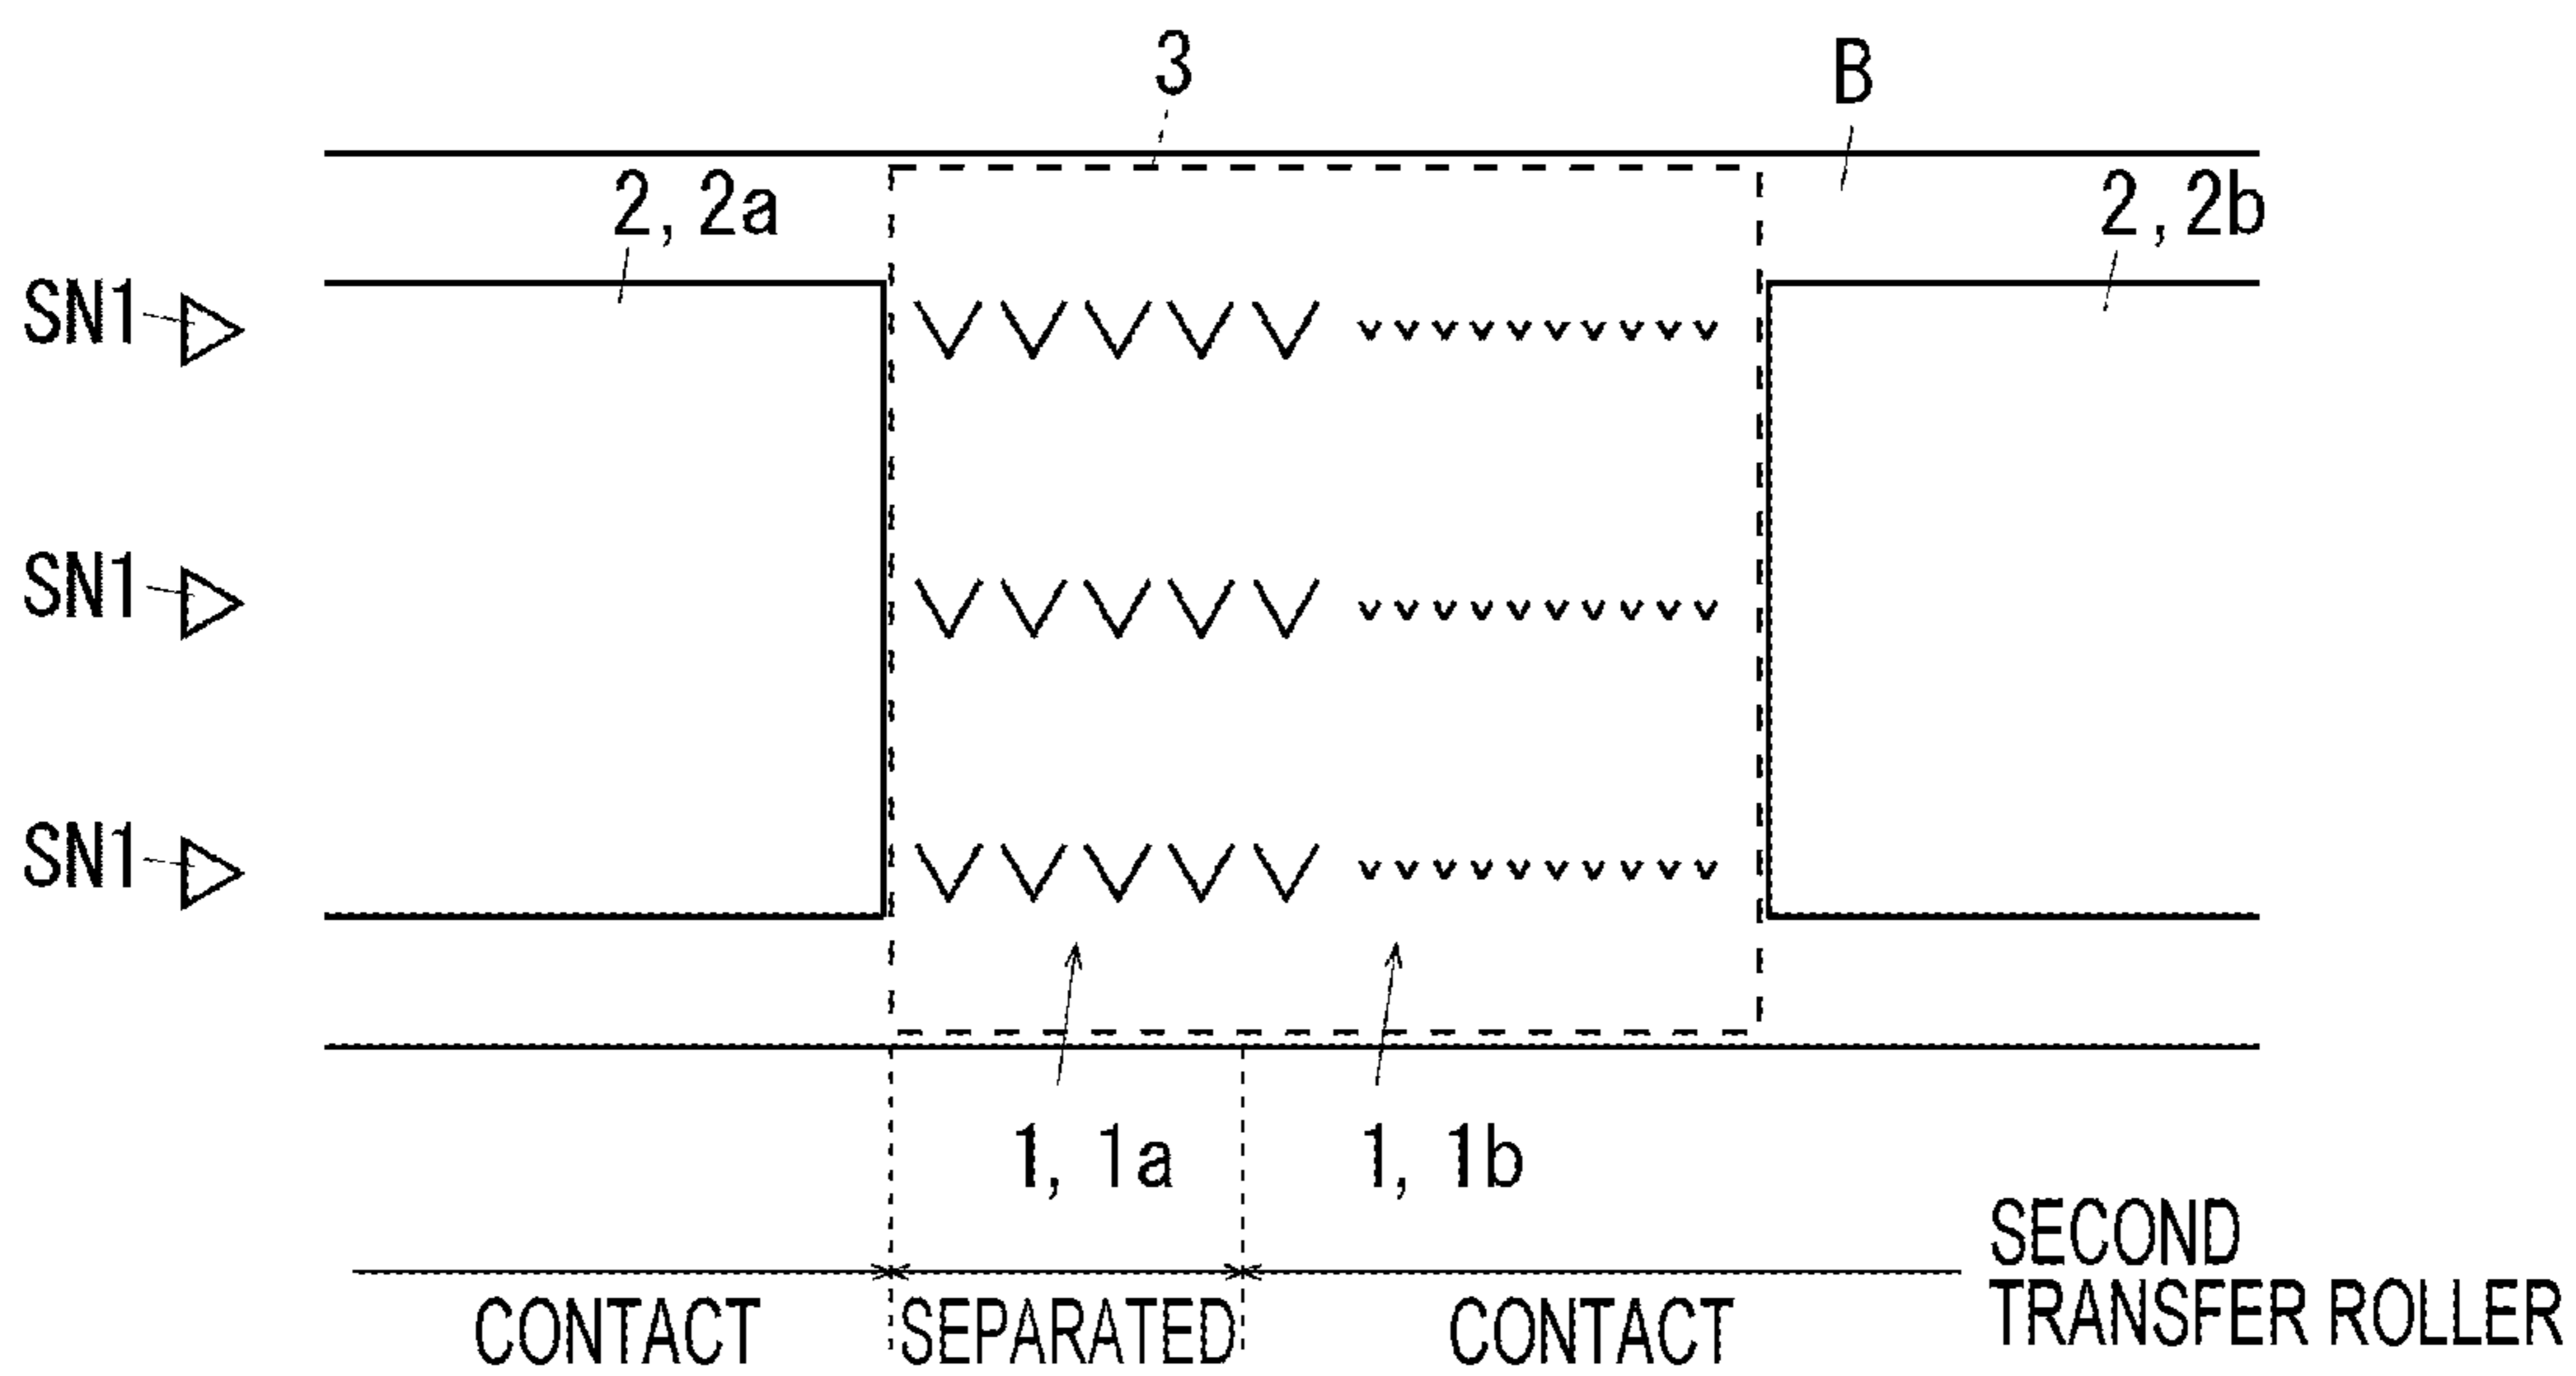 3
B
2, 2a
2, 2b
SN1
SN1
SN1
1, 1a
1, 1b
SECOND
TRANSFER ROLLER
CONTACT
SEPARATED
CONTACT